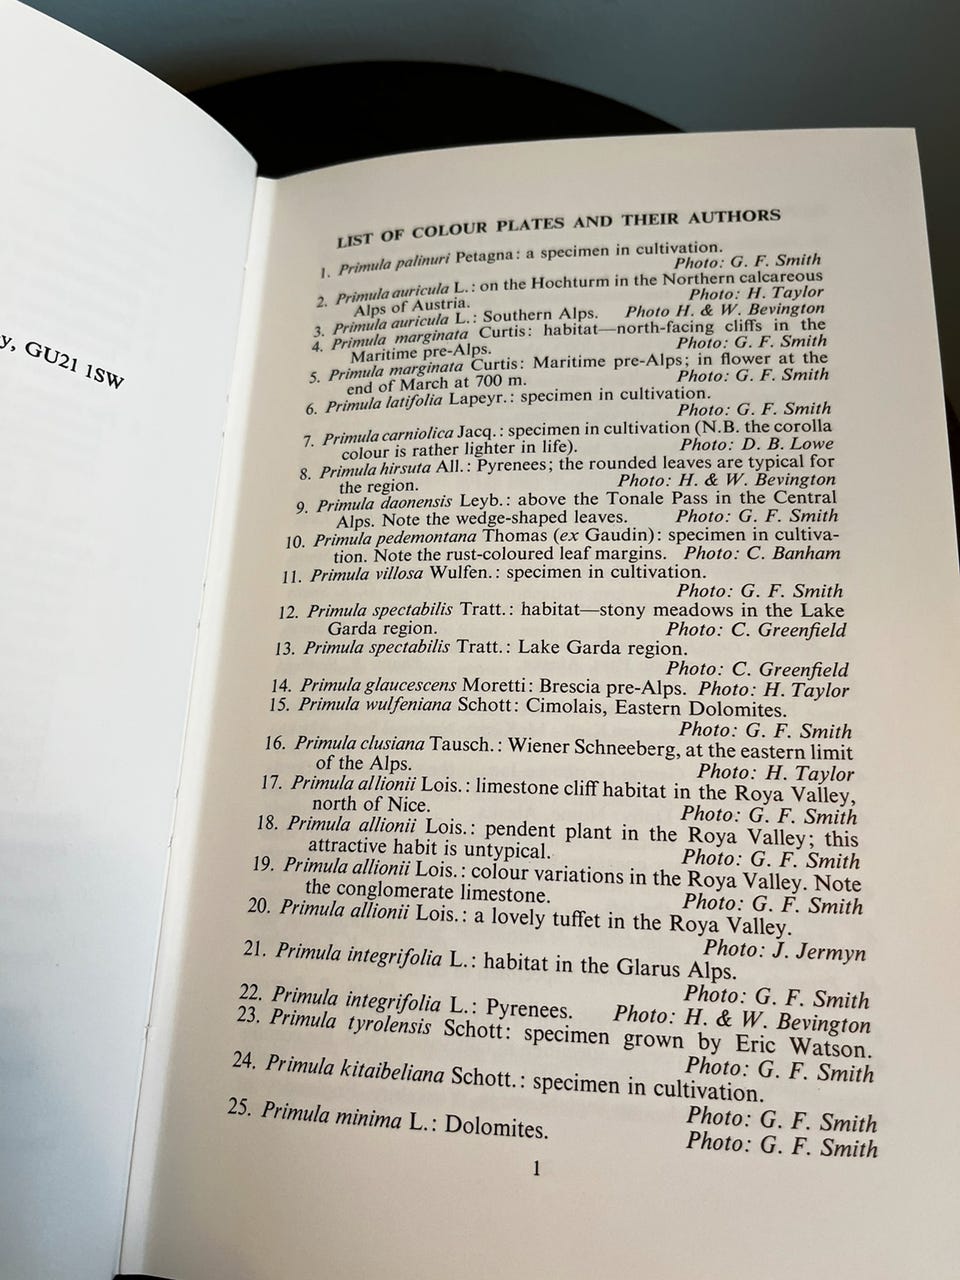 y, GU21 1SW
LIST OF COLOUR PLATES AND THEIR AUTHORS
1. Primula palinuri Petagna: a specimen in cultivation.
Photo: G. F. Smith
2. Primula auricula L.: on the Hochturm in the Northern calcareous
Alps of Austria. Photo: H. Taylor
3. Primula auricula L.: Southern Alps. Photo H. & W. Bevington
4. Primula marginata Curtis: habitat—north-facing cliffs in the
Maritime pre-Alps. Photo: G. F. Smith
5. Primula marginata Curtis: Maritime pre-Alps; in flower at the
end of March at 700 m. Photo: G. F. Smith
6. Primula latifolia Lapeyr.: specimen in cultivation.
Photo: G. F. Smith
7. Primula carniolica Jacq.: specimen in cultivation (N.B. the corolla
colour is rather lighter in life). Photo: D. B. Lowe
8. Primula hirsuta All.: Pyrenees; the rounded leaves are typical for
the region. Photo: H. & W. Bevington
9. Primula daonensis Leyb.: above the Tonale Pass in the Central
Alps. Note the wedge-shaped leaves. Photo: G. F. Smith
10. Primula pedemontana Thomas (ex Gaudin): specimen in cultiva-
tion. Note the rust-coloured leaf margins. Photo: C. Banham
11. Primula villosa Wulfen.: specimen in cultivation.
Photo: G. F. Smith
12. Primula spectabilis Tratt.: habitat—stony meadows in the Lake
Garda region. Photo: C. Greenfield
13. Primula spectabilis Tratt.: Lake Garda region.
Photo: C. Greenfield
14. Primula glaucescens Moretti: Brescia pre-Alps. Photo: H. Taylor
15. Primula wulfeniana Schott: Cimolais, Eastern Dolomites.
Photo: G. F. Smith
16. Primula clusiana Tausch.: Wiener Schneeberg, at the eastern limit
of the Alps. Photo: H. Taylor
17. Primula allionii Lois.: limestone cliff habitat in the Roya Valley,
north of Nice. Photo: G. F. Smith
18. Primula allionii Lois.: pendent plant in the Roya Valley; this
attractive habit is untypical. Photo: G. F. Smith
19. Primula allionii Lois.: colour variations in the Roya Valley. Note
the conglomerate limestone. Photo: G. F. Smith
20. Primula allionii Lois.: a lovely tuffet in the Roya Valley.
Photo: J. Jermyn
21. Primula integrifolia L.: habitat in the Glarus Alps.
Photo: G. F. Smith
22. Primula integrifolia L.: Pyrenees. Photo: H. & W. Bevington
23. Primula tyrolensis Schott: specimen grown by Eric Watson.
Photo: G. F. Smith
24. Primula kitaibeliana Schott.: specimen in cultivation.
Photo: G. F. Smith
25. Primula minima L.: Dolomites. Photo: G. F. Smith
1